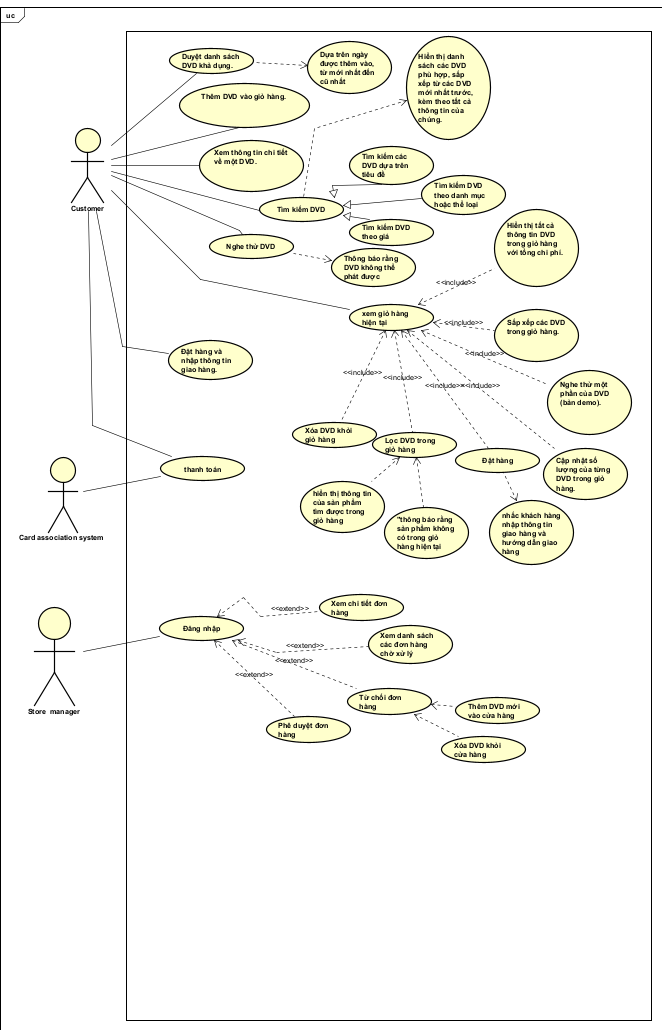 uc
Duyệt danh sách
DVD khả dụng.
Dựa trên ngày
được thêm vào,
từ mới nhất đến
cũ nhất
Hiển thị danh
sách các DVD
phù hợp, sắp
xếp từ các DVD
mới nhất trước,
kèm theo tất cả
thông tin của
chúng.
Thêm DVD vào giỏ hàng.
Xem thông tin chi tiết
về một DVD.
Tìm kiếm các
DVD dựa trên
tiêu đề
Tìm kiếm DVD
theo danh mục
hoặc thể loại
Customer
Tìm kiếm DVD
Tìm kiếm DVD
theo giá
Hiển thị tất cả
thông tin DVD
trong giỏ hàng
với tổng chi phí.
Nghe thử DVD
Thông báo rằng
DVD không thể
phát được
<<include>>
xem giỏ hàng
hiện tại
<<include>>
Sắp xếp các DVD
trong giỏ hàng.
<<include>>
Đặt hàng và
nhập thông tin
giao hàng.
<<include>>
<<include>>
<<include>>
<<include>>
Nghe thử một
phần của DVD
(bản demo).
Xóa DVD khỏi
giỏ hàng
Lọc DVD trong
giỏ hàng
Đặt hàng
Cập nhật số
lượng của từng
DVD trong giỏ
hàng.
thanh toán
Card association system
hiển thị thông tin
của sản phẩm
tìm được trong
giỏ hàng
"thông báo rằng
sản phẩm không
có trong giỏ
hàng hiện tại
nhắc khách hàng
nhập thông tin
giao hàng và
hướng dẫn giao
hàng
Đăng nhập
<<extend>>
Xem chi tiết đơn
hàng
<<extend>>
Xem danh sách
các đơn hàng
chờ xử lý
<<extend>>
<<extend>>
Store manager
Từ chối đơn
hàng
Thêm DVD mới
vào cửa hàng
Phê duyệt đơn
hàng
Xóa DVD khỏi
cửa hàng